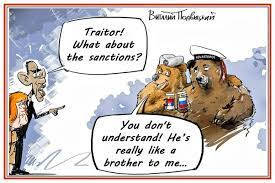 Виталий Подвицкий
Traitor!
What about
the sanctions?
You don't
understand! He's
really like a
brother to me...